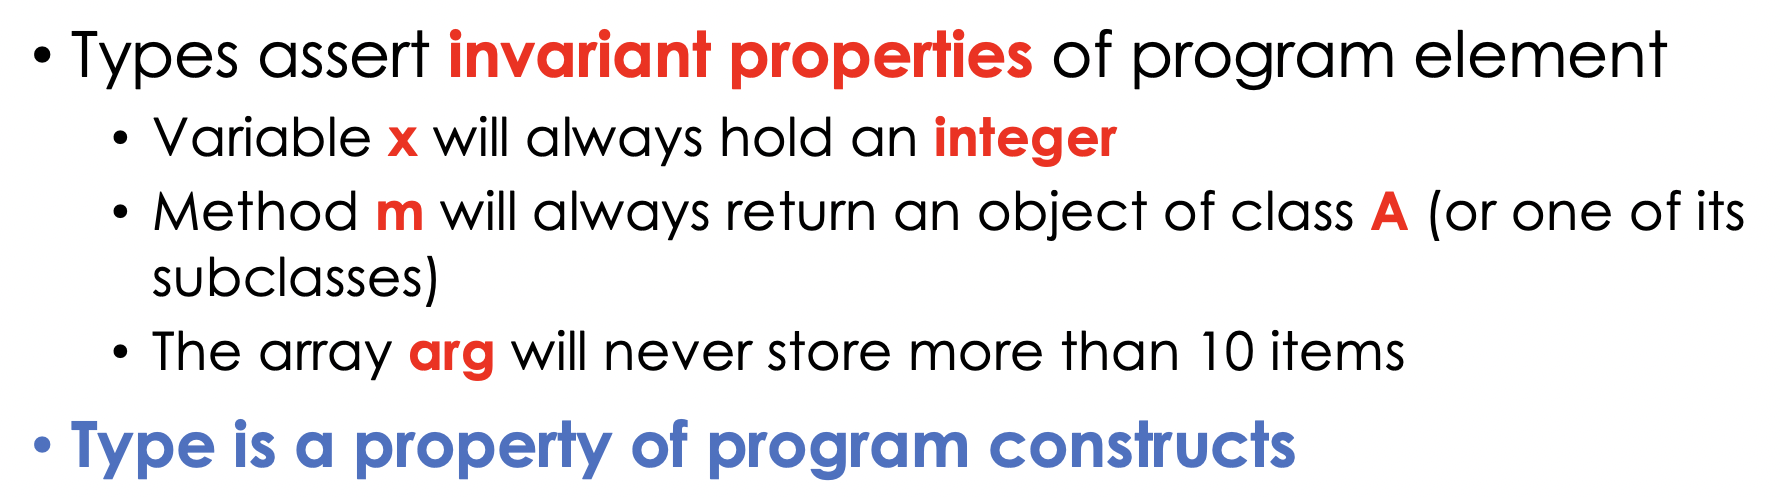 • Types assert invariant properties of program element
• Variable x will always hold an integer
• Method m will always return an object of class A (or one of its
subclasses)
• The array arg will never store more than 10 items
• Type is a property of program constructs